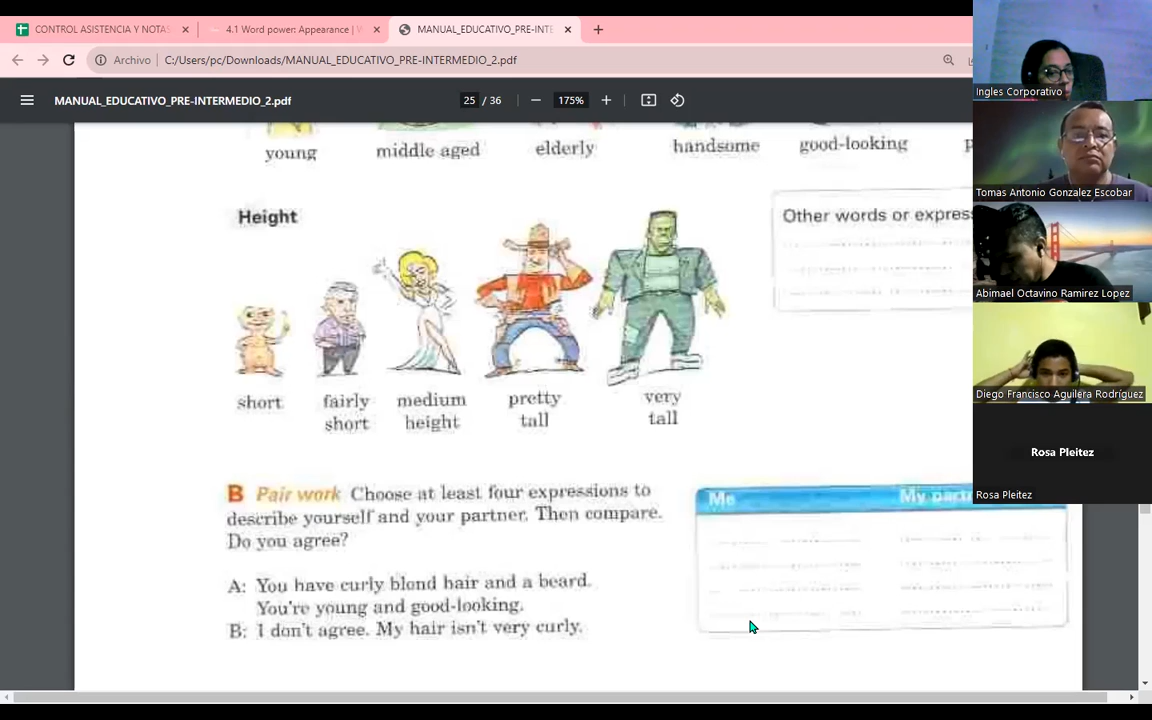 CONTROL ASISTENCIA Y NOTAS
4.1 Word power: Appearance |
MANUAL_EDUCATIVO_PRE-INTE
Archivo
C:/Users/pc/Downloads/MANUAL_EDUCATIVO_PRE-INTERMEDIO_2.pdf
MANUAL_EDUCATIVO_PRE-INTERMEDIO_2.pdf
25 / 36
175%
Ingles Corporativo
Tomas Antonio Gonzalez Escobar
Abimael Octavino Ramirez Lopez
Diego Francisco Aguilera Rodríguez
Rosa Pleitez
Rosa Pleitez
young
middle aged
elderly
handsome
good-looking
Height
Other words or express
short
fairly short
medium height
pretty tall
very tall
B Pair work Choose at least four expressions to
describe yourself and your partner. Then compare.
Do you agree?
A: You have curly blond hair and a beard.
You're young and good-looking.
B: I don't agree. My hair isn't very curly.
Me
My partn